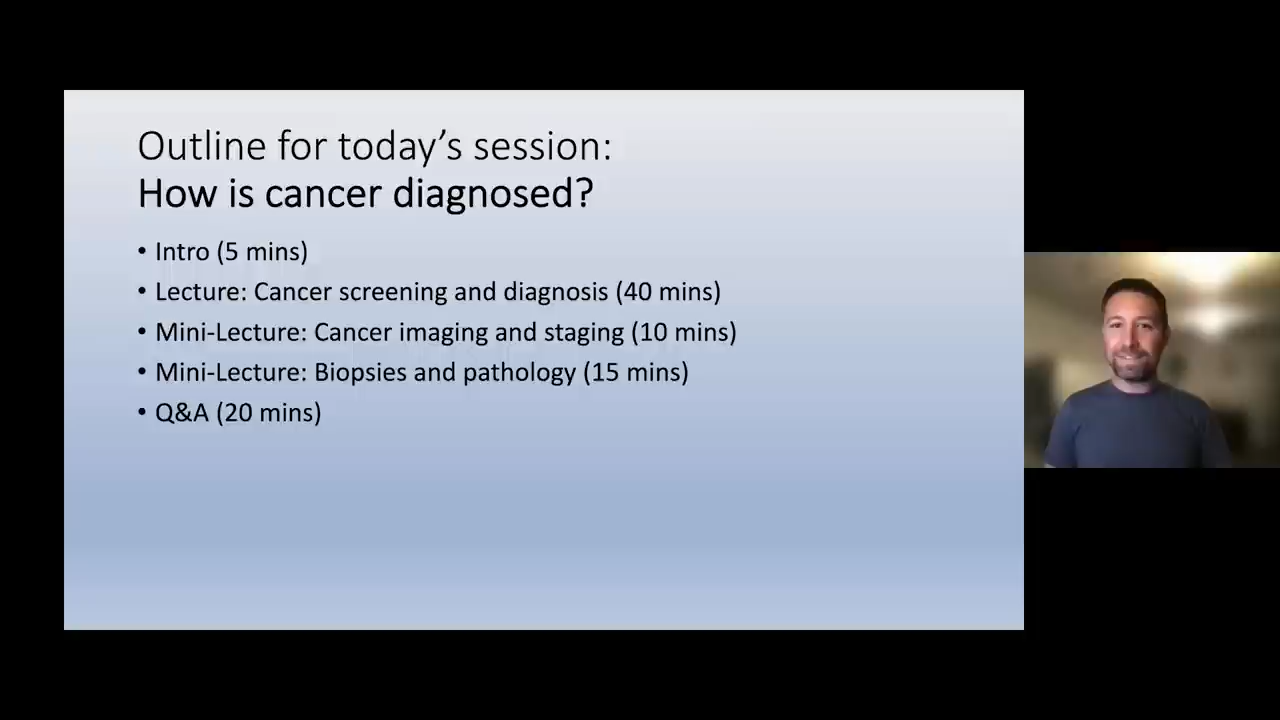 Outline for today’s session:
How is cancer diagnosed?
• Intro (5 mins)
• Lecture: Cancer screening and diagnosis (40 mins)
• Mini-Lecture: Cancer imaging and staging (10 mins)
• Mini-Lecture: Biopsies and pathology (15 mins)
• Q&A (20 mins)